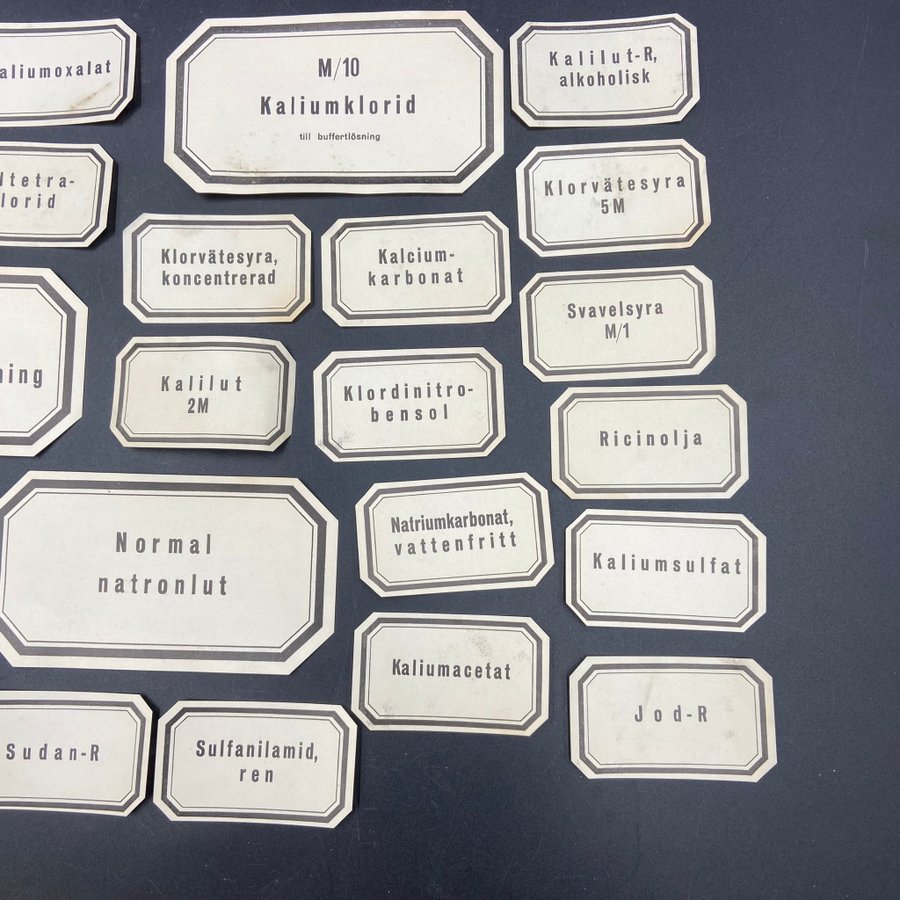 aliumoxalat
M/10
Kaliumklorid
till buffertlösning
Kalilut-R,
alkoholisk
ltetra-
lorid
Klorvätesyra
5M
Klorvätesyra,
koncentrerad
Kalcium-
karbonat
Svavelsyra
M/1
ning
Kalilut
2M
Klordinitro-
bensol
Ricinolja
Normal
natronlut
Natriumkarbonat,
vattenfritt
Kaliumsulfat
Kaliumacetat
Jod-R
Sudan-R
Sulfanilamid,
ren